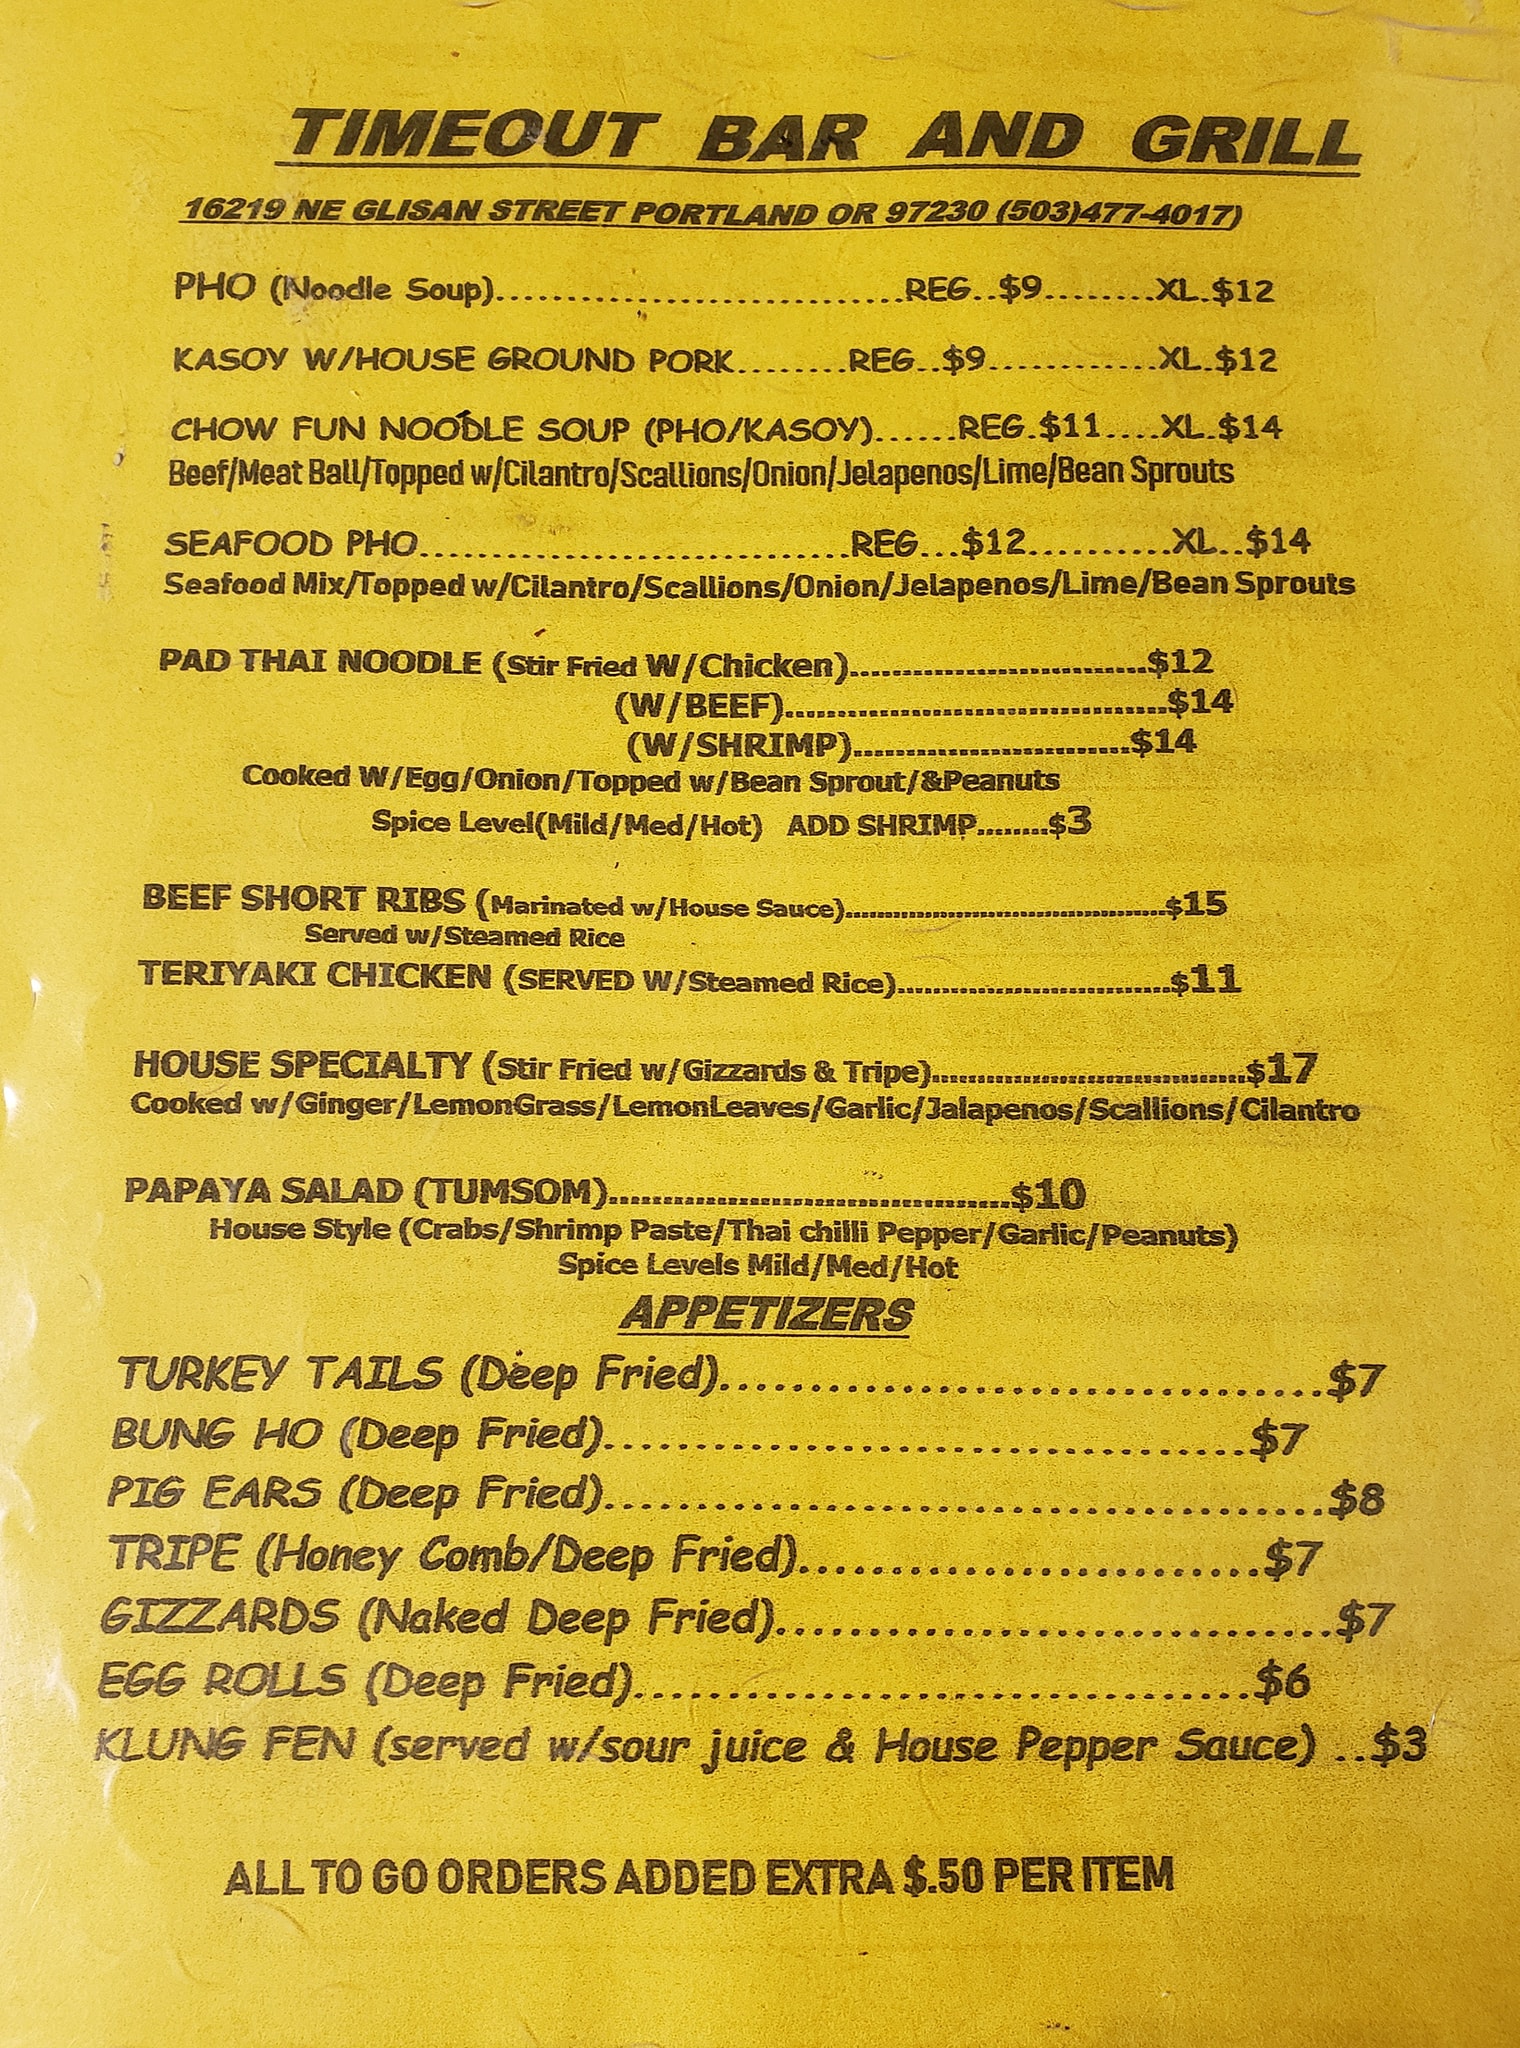 TIMEOUT BAR AND GRILL
16219 NE GLISAN STREET PORTLAND OR 97230 (503)477-4017)
PHO (Noodle Soup).............................REG..$9........XL.$12
KASOY W/HOUSE GROUND PORK........REG..$9............XL.$12
CHOW FUN NOODLE SOUP (PHO/KASOY)......REG.$11....XL.$14
Beef/Meat Ball/Topped w/Cilantro/Scallions/Onion/Jelapenos/Lime/Bean Sprouts
SEAFOOD PHO..............................REG...$12..........XL..$14
Seafood Mix/Topped w/Cilantro/Scallions/Onion/Jelapenos/Lime/Bean Sprouts
PAD THAI NOODLE (Stir Fried W/Chicken)..............................$12
(W/BEEF)......................................$14
(W/SHRIMP)............................$14
Cooked W/Egg/Onion/Topped w/Bean Sprout/&Peanuts
Spice Level(Mild/Med/Hot) ADD SHRIMP........$3
BEEF SHORT RIBS (Marinated w/House Sauce)......................................$15
Served w/Steamed Rice
TERIYAKI CHICKEN (SERVED W/Steamed Rice)..............................$11
HOUSE SPECIALTY (Stir Fried w/Gizzards & Tripe)..................................$17
Cooked w/Ginger/LemonGrass/LemonLeaves/Garlic/Jalapenos/Scallions/Cilantro
PAPAYA SALAD (TUMSOM)......................................$10
House Style (Crabs/Shrimp Paste/Thai chilli Pepper/Garlic/Peanuts)
Spice Levels Mild/Med/Hot
APPETIZERS
TURKEY TAILS (Deep Fried)..................................$7
BUNG HO (Deep Fried)....................................$7
PIG EARS (Deep Fried)........................................$8
TRIPE (Honey Comb/Deep Fried)..........................$7
GIZZARDS (Naked Deep Fried)...............................$7
EGG ROLLS (Deep Fried)...................................$6
KLUNG FEN (served w/sour juice & House Pepper Sauce) ..$3
ALL TO GO ORDERS ADDED EXTRA $.50 PER ITEM